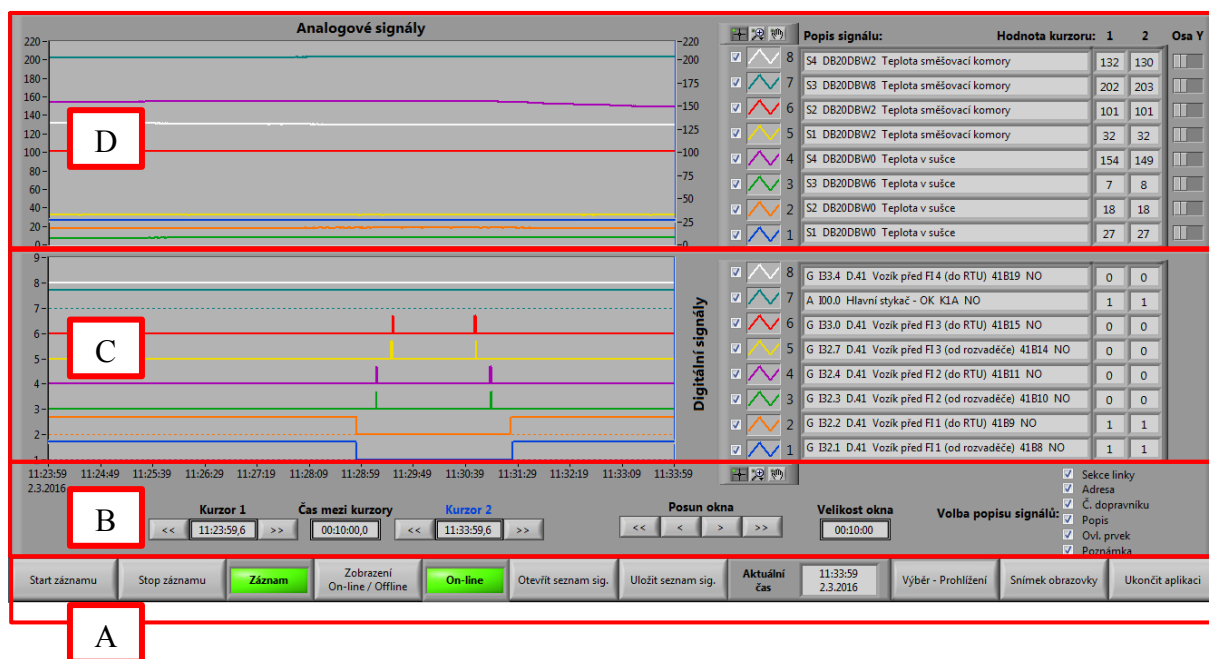 Analogové signály
Popis signálu: Hodnota kurzoru: 1 2 Osa Y
220
200
180
160
140
120
100
80
60
40
20
0
D
220
200
175
150
125
100
75
50
25
0
8 S4 DB20DBW2 Teplota směšovací komory 132 130
7 S3 DB20DBW8 Teplota směšovací komory 202 203
6 S2 DB20DBW2 Teplota směšovací komory 101 101
5 S1 DB20DBW2 Teplota směšovací komory 32 32
4 S4 DB20DBW0 Teplota v sušce 154 149
3 S3 DB20DBW6 Teplota v sušce 7 8
2 S2 DB20DBW0 Teplota v sušce 18 18
1 S1 DB20DBW0 Teplota v sušce 27 27
9
8
7
6
5
4
3
2
1
C
Digitální signály
8 G I33.4 D.41 Vozík před FI4 (do RTU) 41B19 NO 0 0
7 A I00.0 Hlavní stykač - OK K1A NO 1 1
6 G I33.0 D.41 Vozík před FI3 (do RTU) 41B15 NO 0 0
5 G I32.7 D.41 Vozík před FI3 (od rozvaděče) 41B14 NO 0 0
4 G I32.4 D.41 Vozík před FI2 (do RTU) 41B11 NO 0 0
3 G I32.3 D.41 Vozík před FI2 (od rozvaděče) 41B10 NO 0 0
2 G I32.2 D.41 Vozík před FI1 (do RTU) 41B9 NO 1 1
1 G I32.1 D.41 Vozík před FI1 (od rozvaděče) 41B8 NO 1 1
11:23:59 11:24:49 11:25:39 11:26:29 11:27:19 11:28:09 11:28:59 11:29:49 11:30:39 11:31:29 11:32:19 11:33:09 11:33:59
2.3.2016
B
Kurzor 1 Čas mezi kurzory Kurzor 2 Posun okna Velikost okna
<< 11:23:59,6 >> 00:10:00,0 << 11:33:59,6 >> << < > >> 00:10:00
Volba popisu signálů:
Sekce linky
Adresa
Č. dopravníku
Popis
Ovl. prvek
Poznámka
Start záznamu
Stop záznamu
Záznam
Zobrazení
On-line / Offline
On-line
Otevřít seznam sig.
Uložit seznam sig.
Aktuální
čas
11:33:59
2.3.2016
Výběr - Prohlížení
Snímek obrazovky
Ukončit aplikaci
A